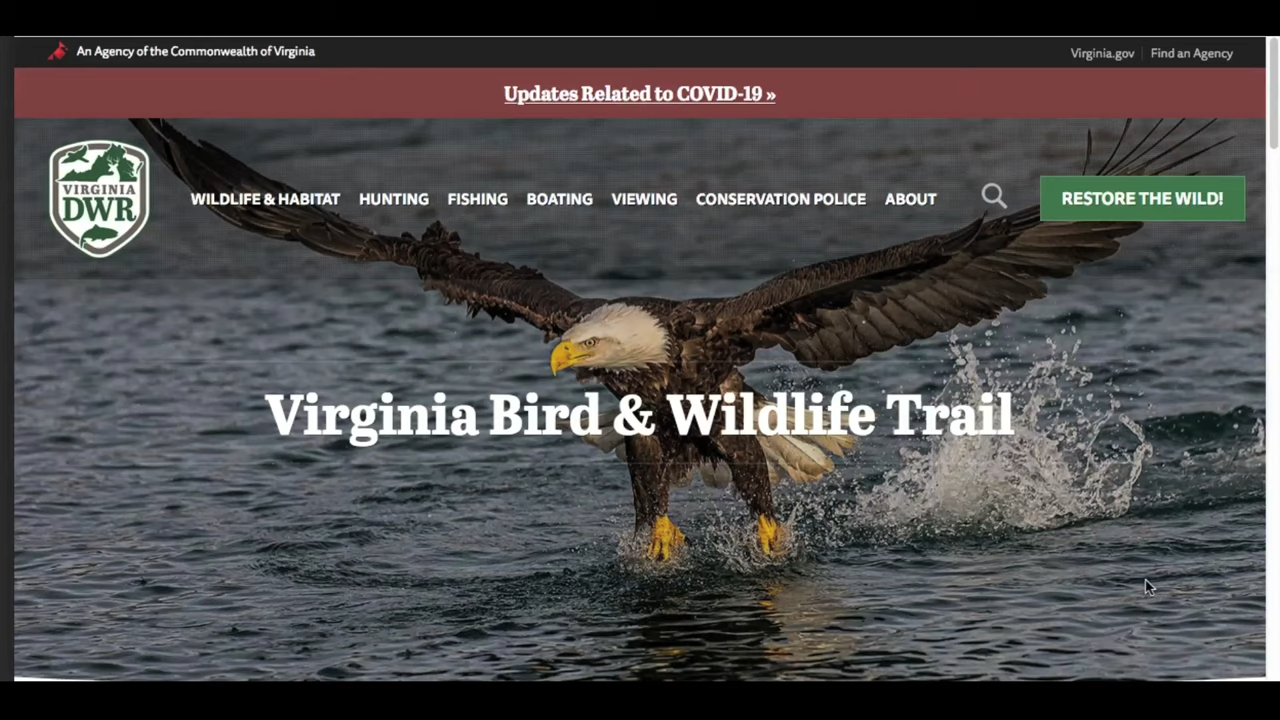 An Agency of the Commonwealth of Virginia
Virginia.gov
Find an Agency
Updates Related to COVID-19 »
VIRGINIA
DWR
WILDLIFE & HABITAT
HUNTING
FISHING
BOATING
VIEWING
CONSERVATION POLICE
ABOUT
RESTORE THE WILD!
Virginia Bird & Wildlife Trail